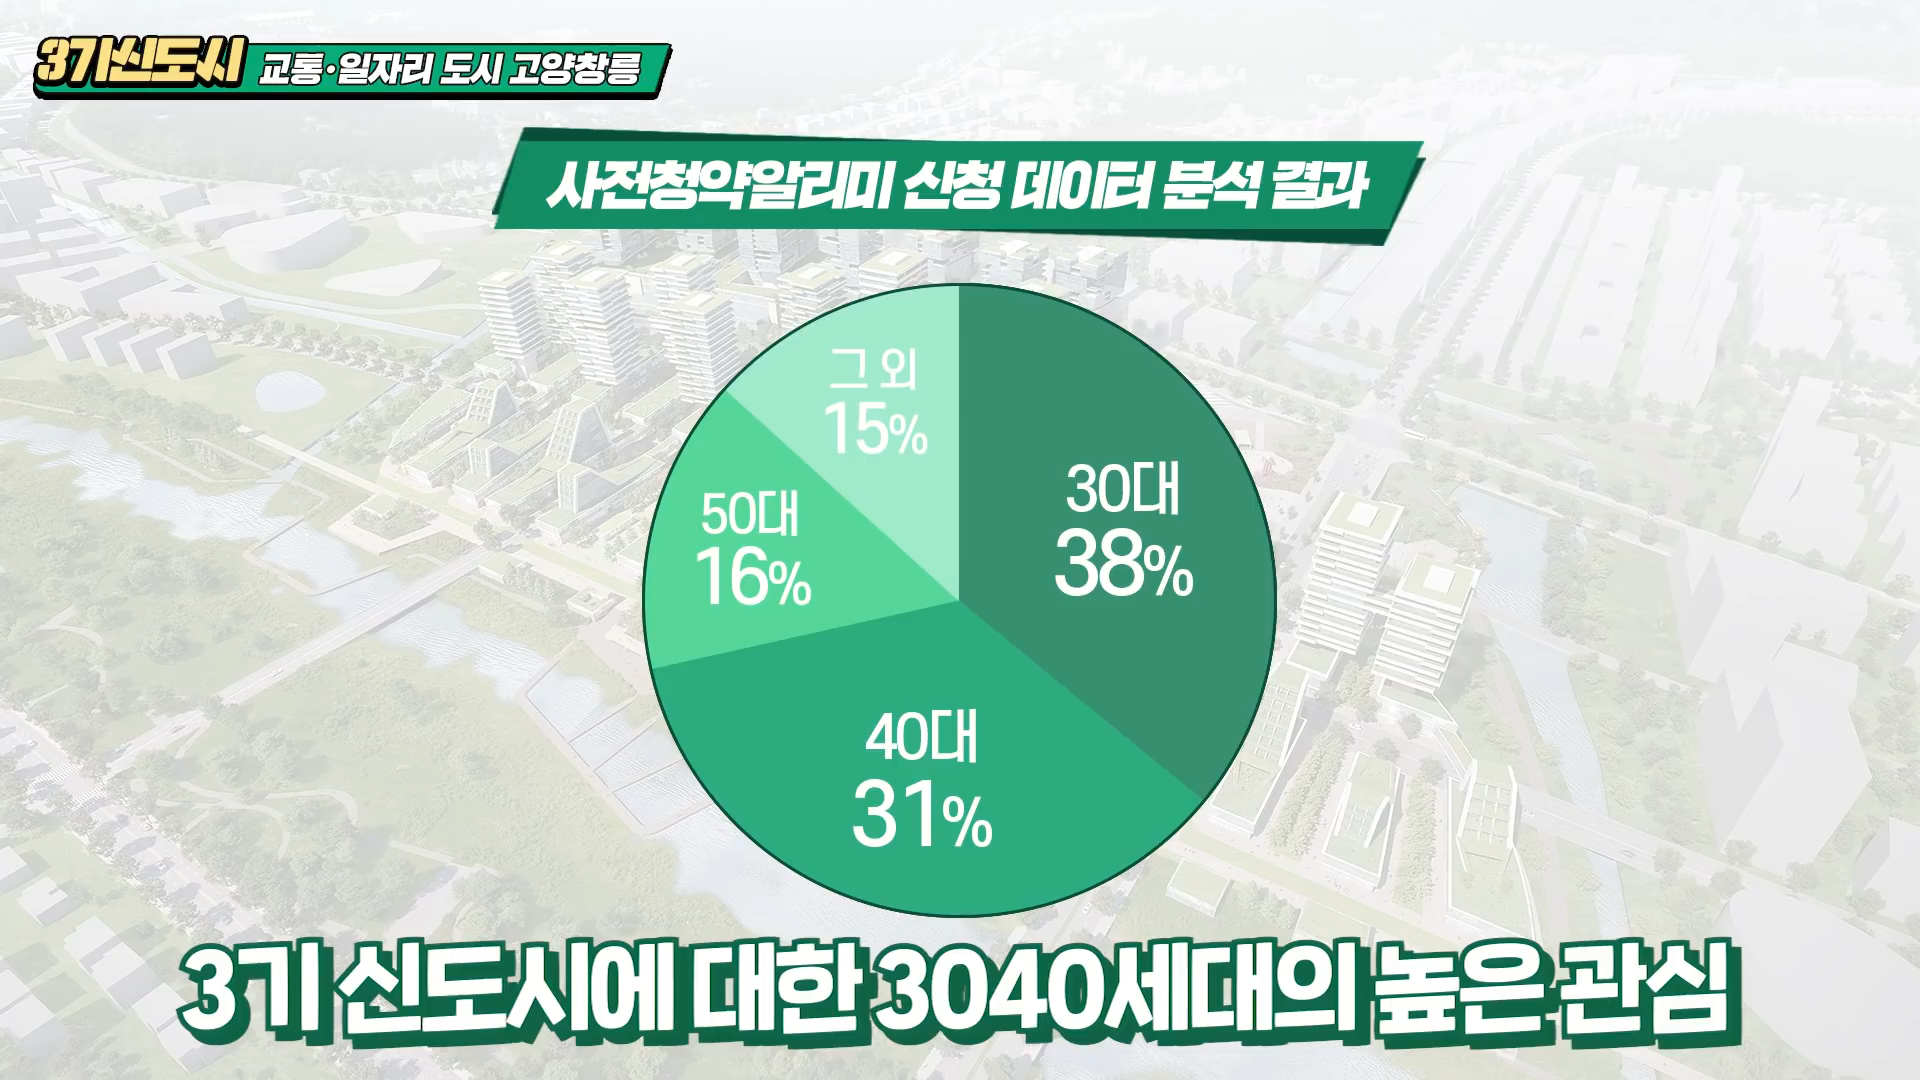 3기신도시 교통·일자리 도시 고양창릉
사전청약알리미 신청 데이터 분석 결과
그 외
15%
30대
38%
50대
16%
40대
31%
3기 신도시에 대한 3040세대의 높은 관심